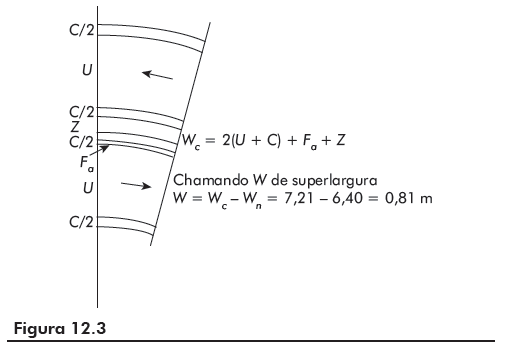 C/2
U
C/2
Z
C/2
W_c = 2(U + C) + F_a + Z
F_a
U
Chamando W de superlargura
W = W_c – W_n = 7,21 – 6,40 = 0,81 m
C/2
Figura 12.3